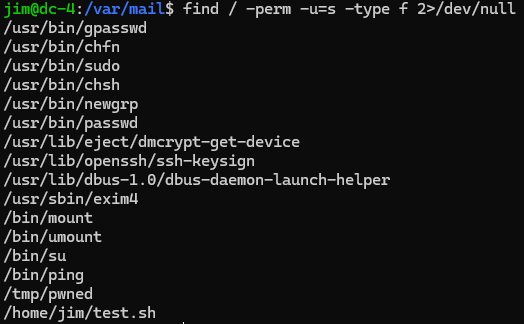 jim@dc-4:/var/mail$ find / -perm -u=s -type f 2>/dev/null
/usr/bin/gpasswd
/usr/bin/chfn
/usr/bin/sudo
/usr/bin/chsh
/usr/bin/newgrp
/usr/bin/passwd
/usr/lib/eject/dmcrypt-get-device
/usr/lib/openssh/ssh-keysign
/usr/lib/dbus-1.0/dbus-daemon-launch-helper
/usr/sbin/exim4
/bin/mount
/bin/umount
/bin/su
/bin/ping
/tmp/pwned
/home/jim/test.sh